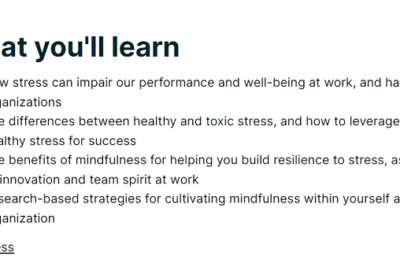 at you'll learn
w stress can impair our performance and well-being at work, and ha
ganizations
e differences between healthy and toxic stress, and how to leverage
althy stress for success
e benefits of mindfulness for helping you build resilience to stress, as
innovation and team spirit at work
search-based strategies for cultivating mindfulness within yourself a
ganization
ess